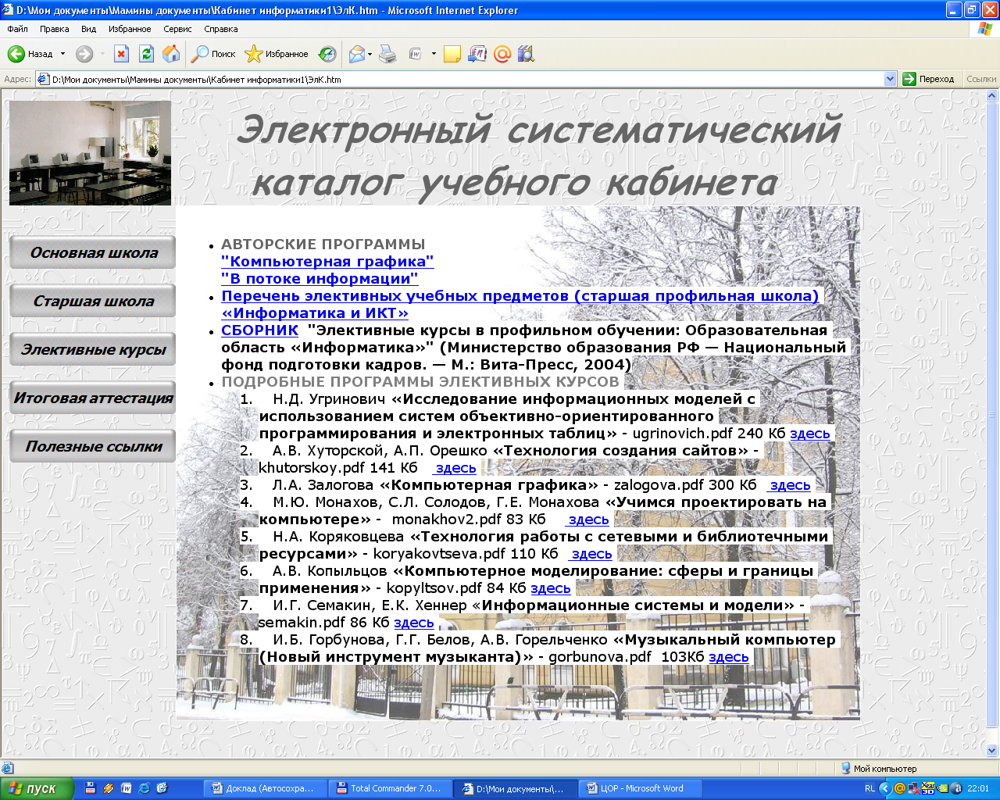 D:\Мои документы\Мамины документы\Кабинет информатики1\ЭлК.htm - Microsoft Internet Explorer
Файл Правка Вид Избранное Сервис Справка
Назад Поиск Избранное
Адрес: D:\Мои документы\Мамины документы\Кабинет информатики1\ЭлК.htm Переход Ссылки
Электронный систематический
каталог учебного кабинета
Основная школа
Старшая школа
Элективные курсы
Итоговая аттестация
Полезные ссылки
АВТОРСКИЕ ПРОГРАММЫ
"Компьютерная графика"
"В потоке информации"
Перечень элективных учебных предметов (старшая профильная школа)
«Информатика и ИКТ»
СБОРНИК "Элективные курсы в профильном обучении: Образовательная
область «Информатика»" (Министерство образования РФ — Национальный
фонд подготовки кадров. — М.: Вита-Пресс, 2004)
ПОДРОБНЫЕ ПРОГРАММЫ ЭЛЕКТИВНЫХ КУРСОВ
1. Н.Д. Угринович «Исследование информационных моделей с
использованием систем объективно-ориентированного
программирования и электронных таблиц» - ugrinovich.pdf 240 Кб здесь
2. А.В. Хуторской, А.П. Орешко «Технология создания сайтов» -
khutorskoy.pdf 141 Кб здесь
3. Л.А. Залогова «Компьютерная графика» - zalogova.pdf 300 Кб здесь
4. М.Ю. Монахов, С.Л. Солодов, Г.Е. Монахова «Учимся проектировать на
компьютере» - monakhov2.pdf 83 Кб здесь
5. Н.А. Коряковцева «Технология работы с сетевыми и библиотечными
ресурсами» - koryakovtseva.pdf 110 Кб здесь
6. А.В. Копыльцов «Компьютерное моделирование: сферы и границы
применения» - kopyltsov.pdf 84 Кб здесь
7. И.Г. Семакин, Е.К. Хеннер «Информационные системы и модели» -
semakin.pdf 86 Кб здесь
8. И.Б. Горбунова, Г.Г. Белов, А.В. Горельченко «Музыкальный компьютер
(Новый инструмент музыканта)» - gorbunova.pdf 103Кб здесь
Мой компьютер
пуск Доклад (Автосохра... Total Commander 7.0... D:\Мои документы\... ЦОР - Microsoft Word RL 22:01